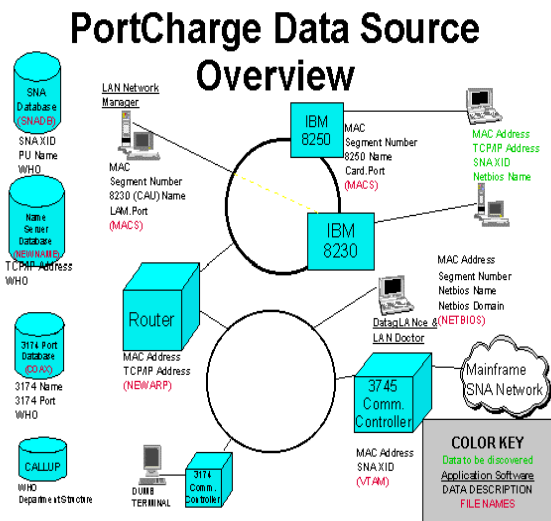 PortCharge Data Source
Overview
SNA
Database
(SNADB)
SNA XID
PU Name
WHO
Name
Server
Database
(NEWNAME)
TCP/IP Address
WHO
3174 Port
Database
(COAX)
3174 Name
3174 Port
WHO
CALLUP
WHO
Department Structure
LAN Network
Manager
MAC
Segment Number
8230 (CAU) Name
LAM.Port
(MACS)
IBM
8250
MAC
Segment Number
8250 Name
Card.Port
(MACS)
MAC Address
TCP/IP Address
SNA XID
Netbios Name
IBM
8230
Router
MAC Address
TCP/IP Address
(NEWARP)
MAC Address
Segment Number
Netbios Name
Netbios Domain
(NETBIOS)
DatagLANce &
LAN Doctor
3745
Comm.
Controller
MAC Address
SNA XID
(VTAM)
Mainframe
SNA Network
DUMB
TERMINAL
3174
Comm.
Controller
COLOR KEY
Data to be discovered
Application Software
DATA DESCRIPTION
FILE NAMES